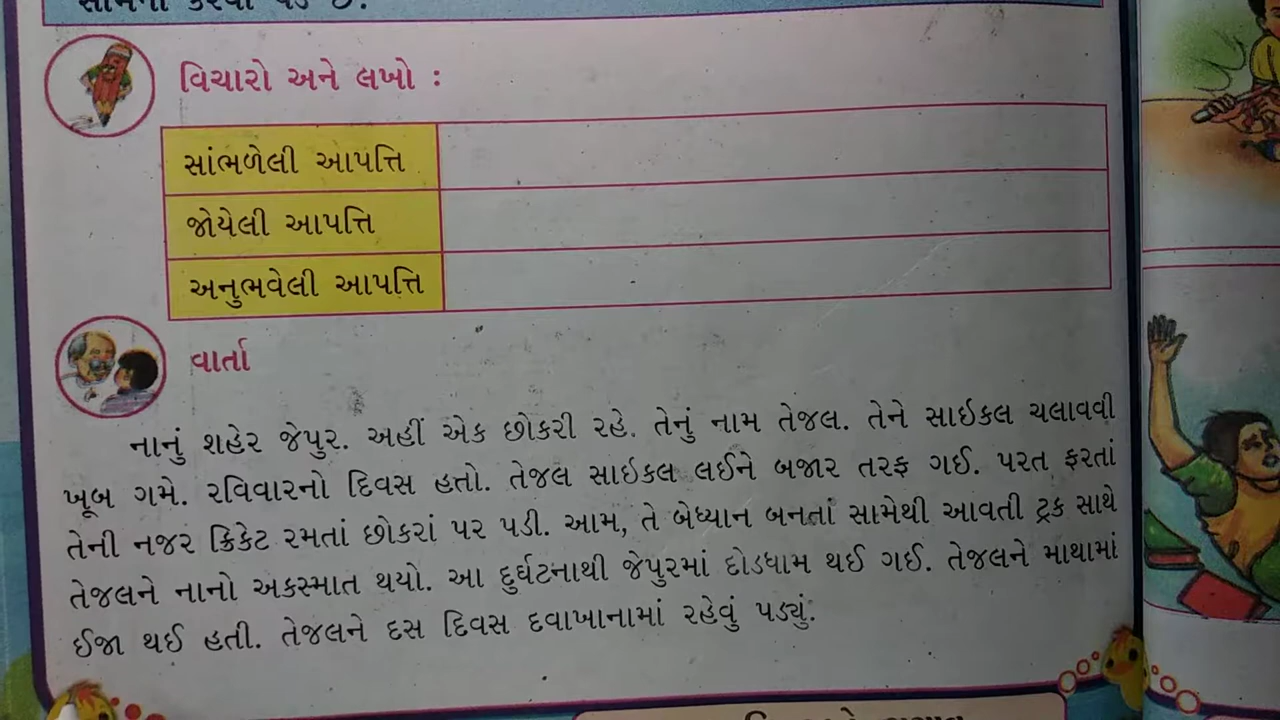 વિચારો અને લખો :
સાંભળેલી આપત્તિ
જોયેલી આપત્તિ
અનુભવેલી આપત્તિ
વાર્તા
નાનું શહેર જેપુર. અહીં એક છોકરી રહે. તેનું નામ તેજલ. તેને સાઇકલ ચલાવવી
ખૂબ ગમે. રવિવારનો દિવસ હતો. તેજલ સાઇકલ લઈને બજાર તરફ ગઈ. પરત ફરતાં
તેની નજર ક્રિકેટ રમતાં છોકરાં પર પડી. આમ, તે બેધ્યાન બનતાં સામેથી આવતી ટ્રક સાથે
તેજલને નાનો અકસ્માત થયો. આ દુર્ઘટનાથી જેપુરમાં દોડધામ થઈ ગઈ. તેજલને માથામાં
ઈજા થઈ હતી. તેજલને દસ દિવસ દવાખાનામાં રહેવું પડ્યું.